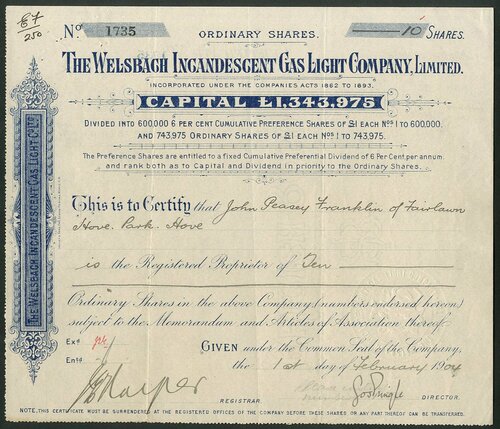 £7
250
No 1735
ORDINARY SHARES.
10 SHARES.
THE WELSBACH INCANDESCENT GAS LIGHT COMPANY, LIMITED.
INCORPORATED UNDER THE COMPANIES ACTS 1862 TO 1893.
CAPITAL £1,343,975
DIVIDED INTO 600,000 6 PER CENT CUMULATIVE PREFERENCE SHARES OF £1 EACH Nos 1 TO 600,000.
AND 743,975 ORDINARY SHARES OF £1 EACH Nos 1 TO 743,975.
The Preference Shares are entitled to a fixed Cumulative Preferential Dividend of 6 Per Cent per annum
and rank both as to Capital and Dividend in priority to the Ordinary Shares.
THE WELSBACH INCANDESCENT GAS LIGHT Co LTD
This is to Certify that John Peasey Franklin of Fairlawn
Hove Park. Hove
is the Registered Proprietor of Ten
Ordinary Shares in the above Company (numbers endorsed hereon)
subject to the Memorandum and Articles of Association thereof.
Exd
Entd
GIVEN under the Common Seal of the Company,
the 1st day of February 1904
Harper
REGISTRAR.
DIRECTOR.
NOTE, THIS CERTIFICATE MUST BE SURRENDERED AT THE REGISTERED OFFICES OF THE COMPANY BEFORE THESE SHARES OR ANY PART THEREOF CAN BE TRANSFERRED.